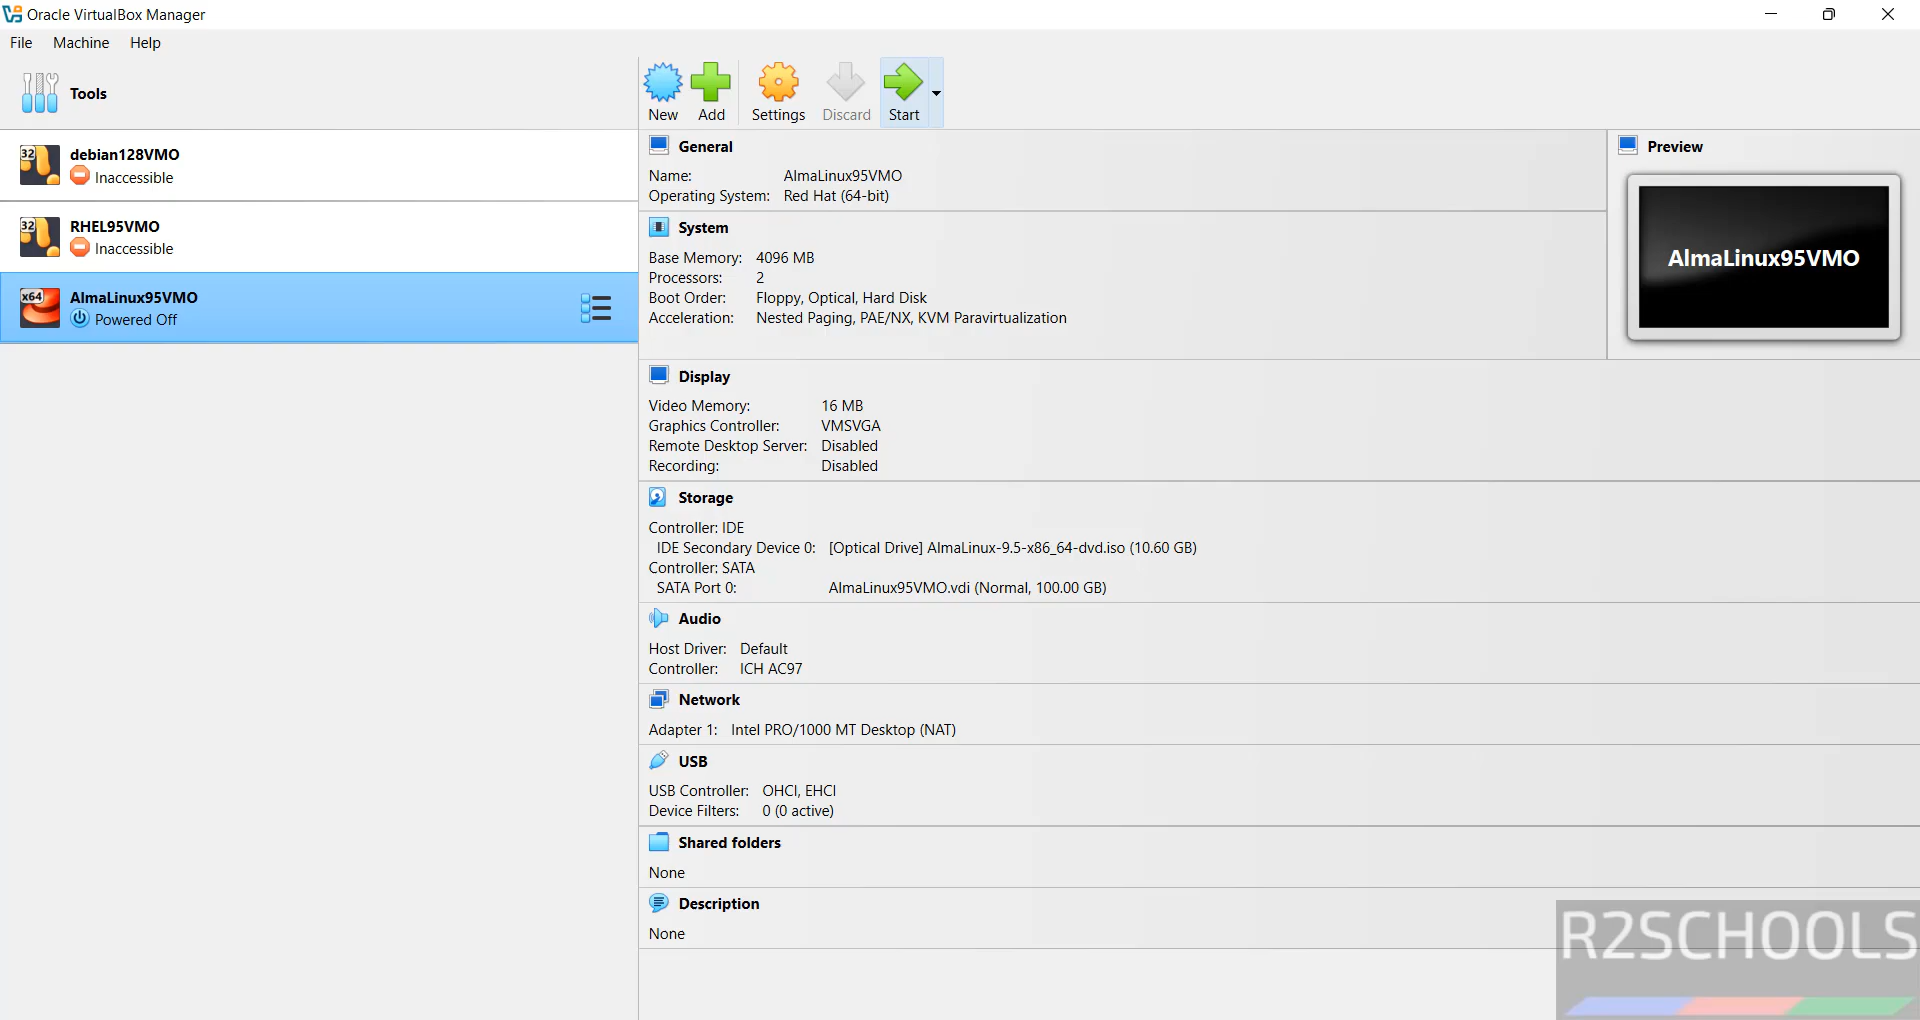 Oracle VirtualBox Manager
File Machine Help
Tools
New Add Settings Discard Start
32 debian128VMO
Inaccessible
32 RHEL95VMO
Inaccessible
x64 AlmaLinux95VMO
Powered Off
General
Name: AlmaLinux95VMO
Operating System: Red Hat (64-bit)
Preview
AlmaLinux95VMO
System
Base Memory: 4096 MB
Processors: 2
Boot Order: Floppy, Optical, Hard Disk
Acceleration: Nested Paging, PAE/NX, KVM Paravirtualization
Display
Video Memory: 16 MB
Graphics Controller: VMSVGA
Remote Desktop Server: Disabled
Recording: Disabled
Storage
Controller: IDE
IDE Secondary Device 0: [Optical Drive] AlmaLinux-9.5-x86_64-dvd.iso (10.60 GB)
Controller: SATA
SATA Port 0: AlmaLinux95VMO.vdi (Normal, 100.00 GB)
Audio
Host Driver: Default
Controller: ICH AC97
Network
Adapter 1: Intel PRO/1000 MT Desktop (NAT)
USB
USB Controller: OHCI, EHCI
Device Filters: 0 (0 active)
Shared folders
None
Description
None
R2SCHOOLS